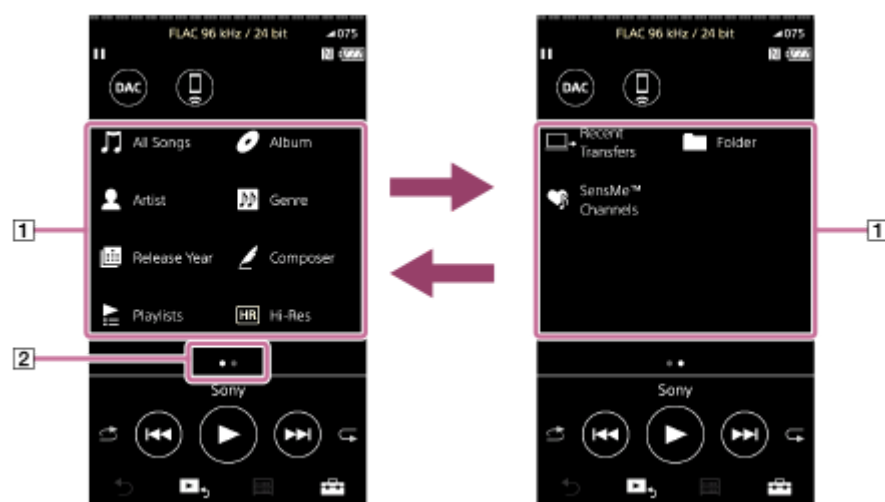 FLAC 96 kHz / 24 bit
075
DAC
All Songs
Album
Artist
Genre
Release Year
Composer
Playlists
HR
Hi-Res
Sony
1
2
FLAC 96 kHz / 24 bit
075
DAC
Recent
Transfers
Folder
SensMe™
Channels
Sony
1